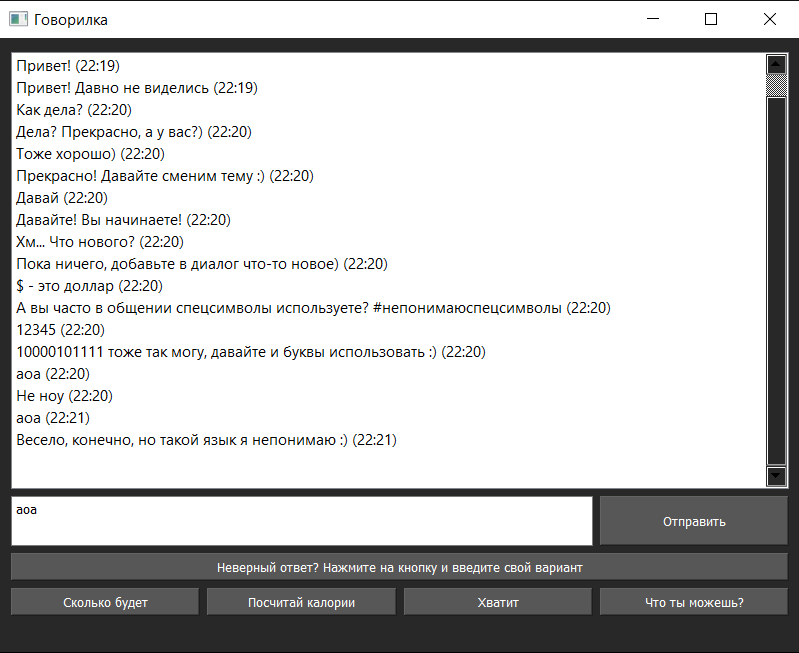 Говорилка
Привет! (22:19)
Привет! Давно не виделись (22:19)
Как дела? (22:20)
Дела? Прекрасно, а у вас?) (22:20)
Тоже хорошо) (22:20)
Прекрасно! Давайте сменим тему :) (22:20)
Давай (22:20)
Давайте! Вы начинаете! (22:20)
Хм... Что нового? (22:20)
Пока ничего, добавьте в диалог что-то новое) (22:20)
$ - это доллар (22:20)
А вы часто в общении спецсимволы используете? #непонимаюспецсимволы (22:20)
12345 (22:20)
10000101111 тоже так могу, давайте и буквы использовать :) (22:20)
аоа (22:20)
Не ноу (22:20)
аоа (22:21)
Весело, конечно, но такой язык я непонимаю :) (22:21)
аоа
Отправить
Неверный ответ? Нажмите на кнопку и введите свой вариант
Сколько будет
Посчитай калории
Хватит
Что ты можешь?